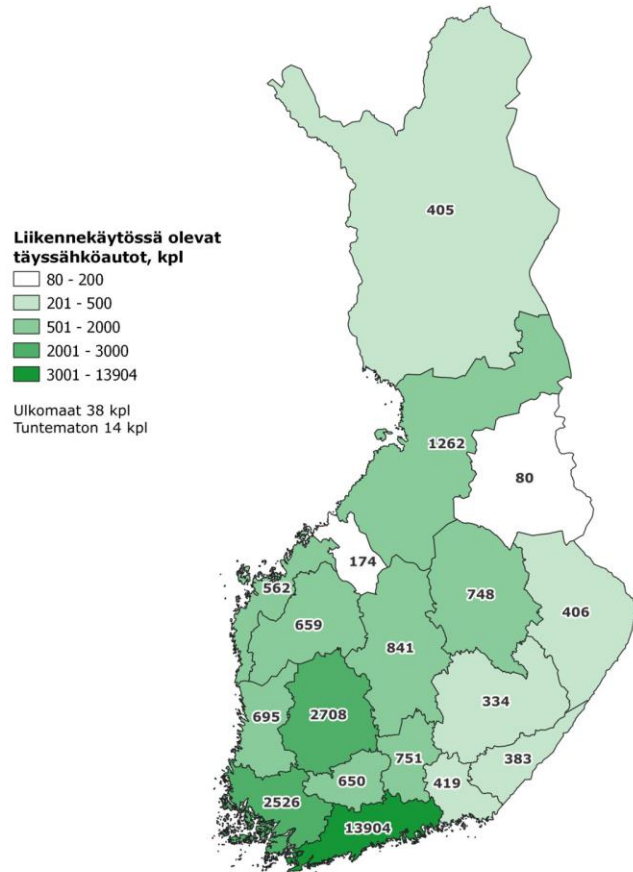 405
Liikennekäytössä olevat
täyssähköautot, kpl
80 - 200
201 - 500
501 - 2000
2001 - 3000
3001 - 13904
Ulkomaat 38 kpl
Tuntematon 14 kpl
1262
80
174
562
748
406
659
841
334
695
2708
751
383
650
419
2526
13904